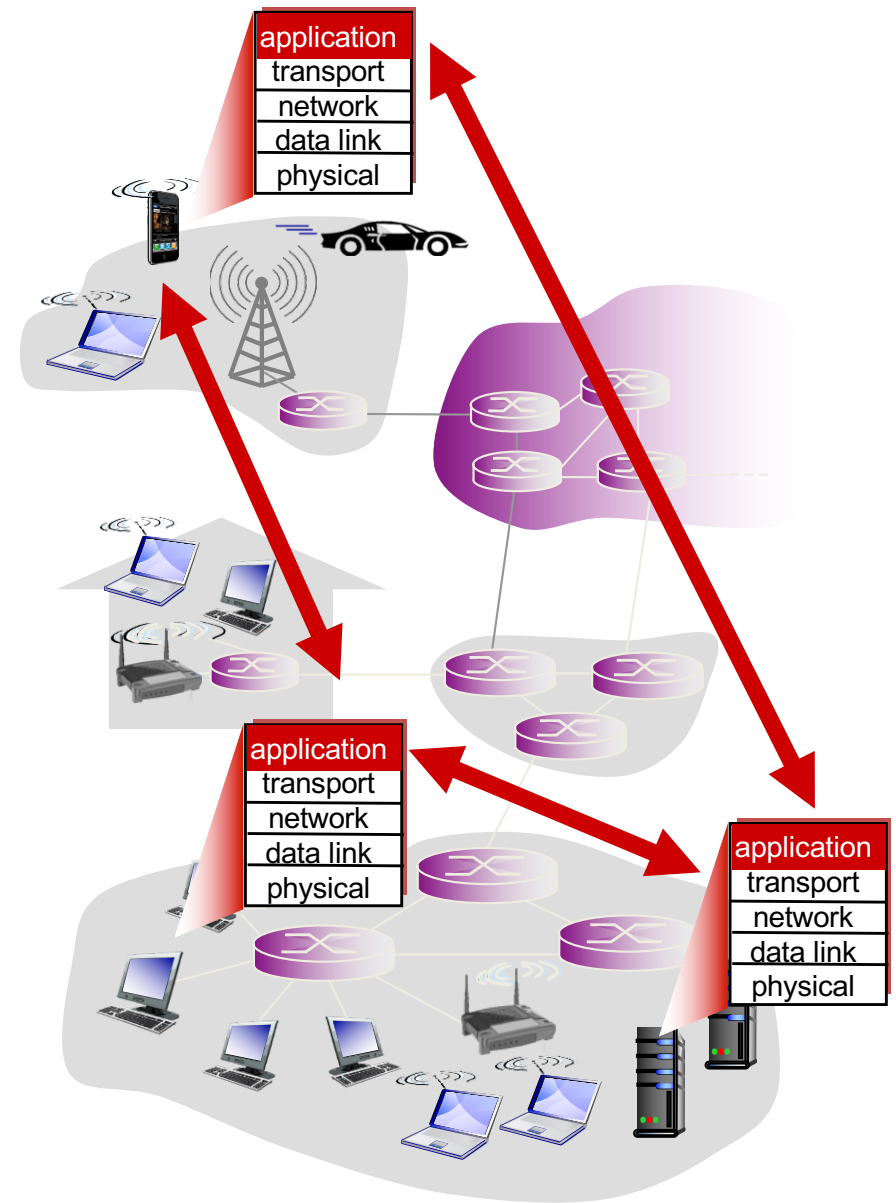 application
transport
network
data link
physical
application
transport
network
data link
physical
application
transport
network
data link
physical